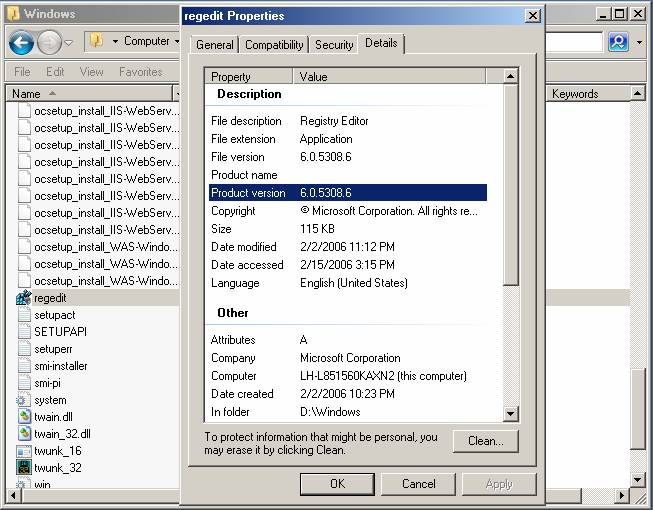 Windows
Computer
File Edit View Favorites
Name
Keywords
ocsetup_install_IIS-WebServ...
ocsetup_install_IIS-WebServ...
ocsetup_install_IIS-WebServ...
ocsetup_install_IIS-WebServ...
ocsetup_install_IIS-WebServ...
ocsetup_install_IIS-WebServ...
ocsetup_install_IIS-WebServ...
ocsetup_install_IIS-WebServ...
ocsetup_install_WAS-Windo...
ocsetup_install_WAS-Windo...
ocsetup_install_WAS-Windo...
regedit
setupact
SETUPAPI
setuperr
smi-installer
smi-pi
system
twain.dll
twain_32.dll
twunk_16
twunk_32
win
regedit Properties
General Compatibility Security Details
Property Value
Description
File description Registry Editor
File extension Application
File version 6.0.5308.6
Product name
Product version 6.0.5308.6
Copyright © Microsoft Corporation. All rights re...
Size 115 KB
Date modified 2/2/2006 11:12 PM
Date accessed 2/15/2006 3:15 PM
Language English (United States)
Other
Attributes A
Company Microsoft Corporation
Computer LH-L851560KAXN2 (this computer)
Date created 2/2/2006 10:23 PM
In folder D:\Windows
To protect information that might be personal, you
may erase it by clicking Clean.
Clean...
OK Cancel Apply